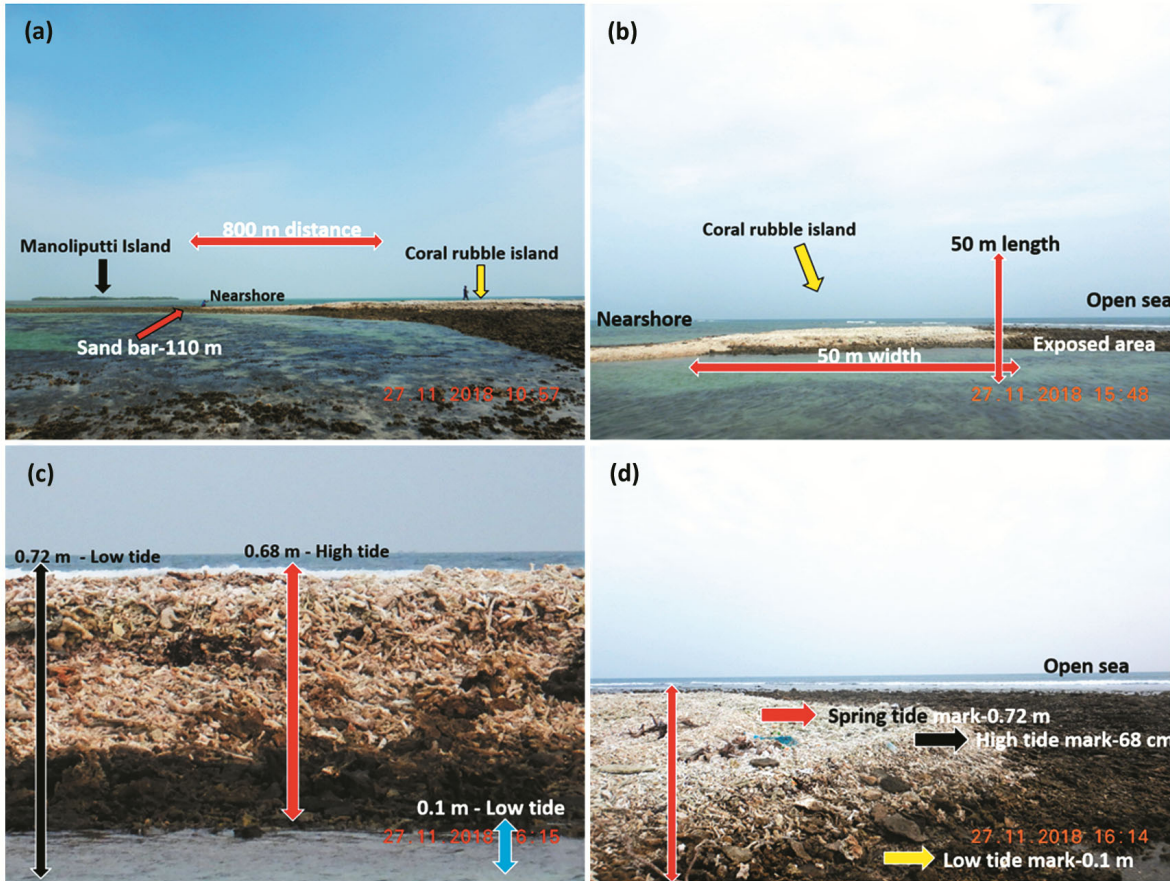 (a)
800 m distance
Manoliputti Island
Coral rubble island
Nearshore
Sand bar-110 m
27.11.2018 10:57
(b)
Coral rubble island
50 m length
Open sea
Nearshore
Exposed area
50 m width
27.11.2018 15:48
(c)
0.72 m - Low tide
0.68 m - High tide
0.1 m - Low tide
27.11.2018 16:15
(d)
Open sea
Spring tide mark-0.72 m
High tide mark-68 cm
27.11.2018 16:14
Low tide mark-0.1 m